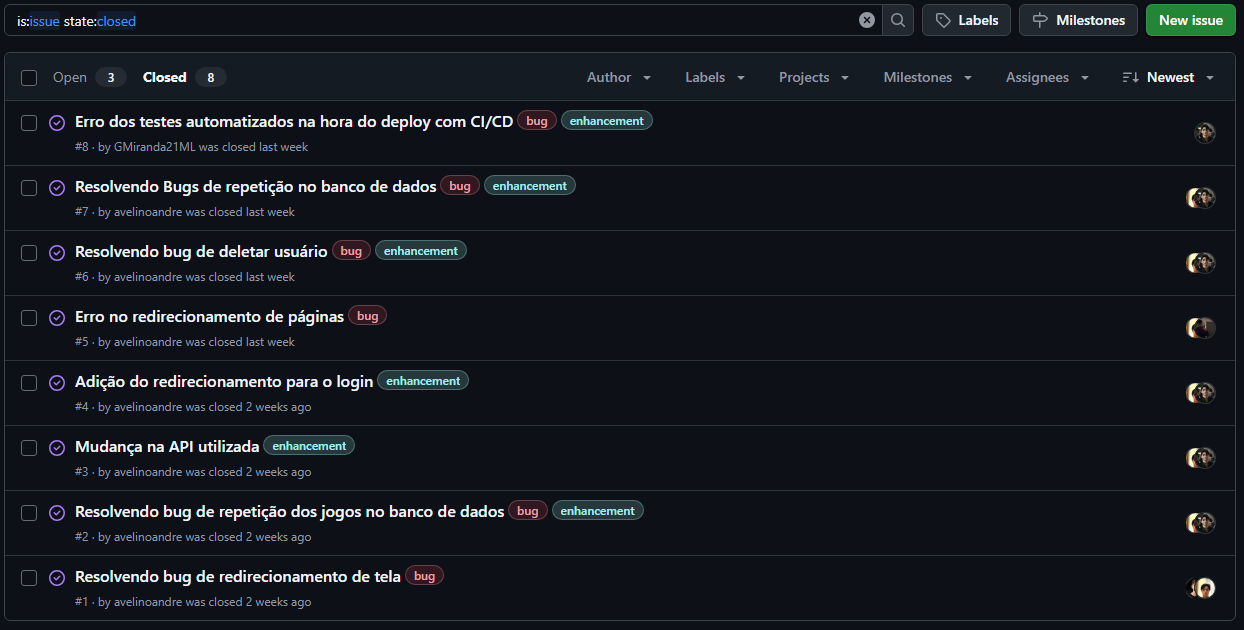 is:issue state:closed
Labels
Milestones
New issue
Open 3 Closed 8 Author Labels Projects Milestones Assignees Newest
Erro dos testes automatizados na hora do deploy com CI/CD bug enhancement
#8 · by GMiranda21ML was closed last week
Resolvendo Bugs de repetição no banco de dados bug enhancement
#7 · by avelinoandre was closed last week
Resolvendo bug de deletar usuário bug enhancement
#6 · by avelinoandre was closed last week
Erro no redirecionamento de páginas bug
#5 · by avelinoandre was closed last week
Adição do redirecionamento para o login enhancement
#4 · by avelinoandre was closed 2 weeks ago
Mudança na API utilizada enhancement
#3 · by avelinoandre was closed 2 weeks ago
Resolvendo bug de repetição dos jogos no banco de dados bug enhancement
#2 · by avelinoandre was closed 2 weeks ago
Resolvendo bug de redirecionamento de tela bug
#1 · by avelinoandre was closed 2 weeks ago